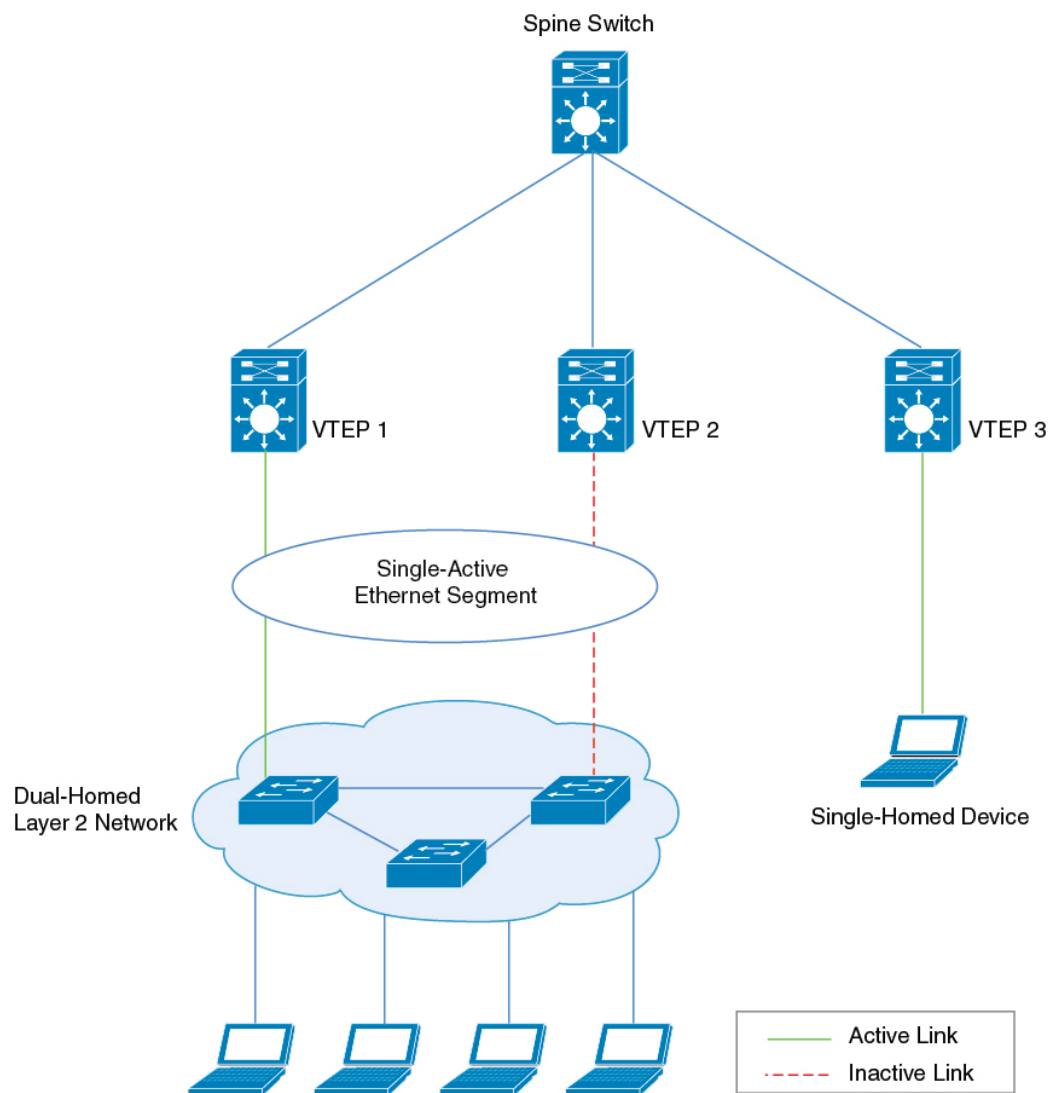 Spine Switch
VTEP 1
VTEP 2
VTEP 3
Single-Active
Ethernet Segment
Dual-Homed
Layer 2 Network
Single-Homed Device
Active Link
Inactive Link